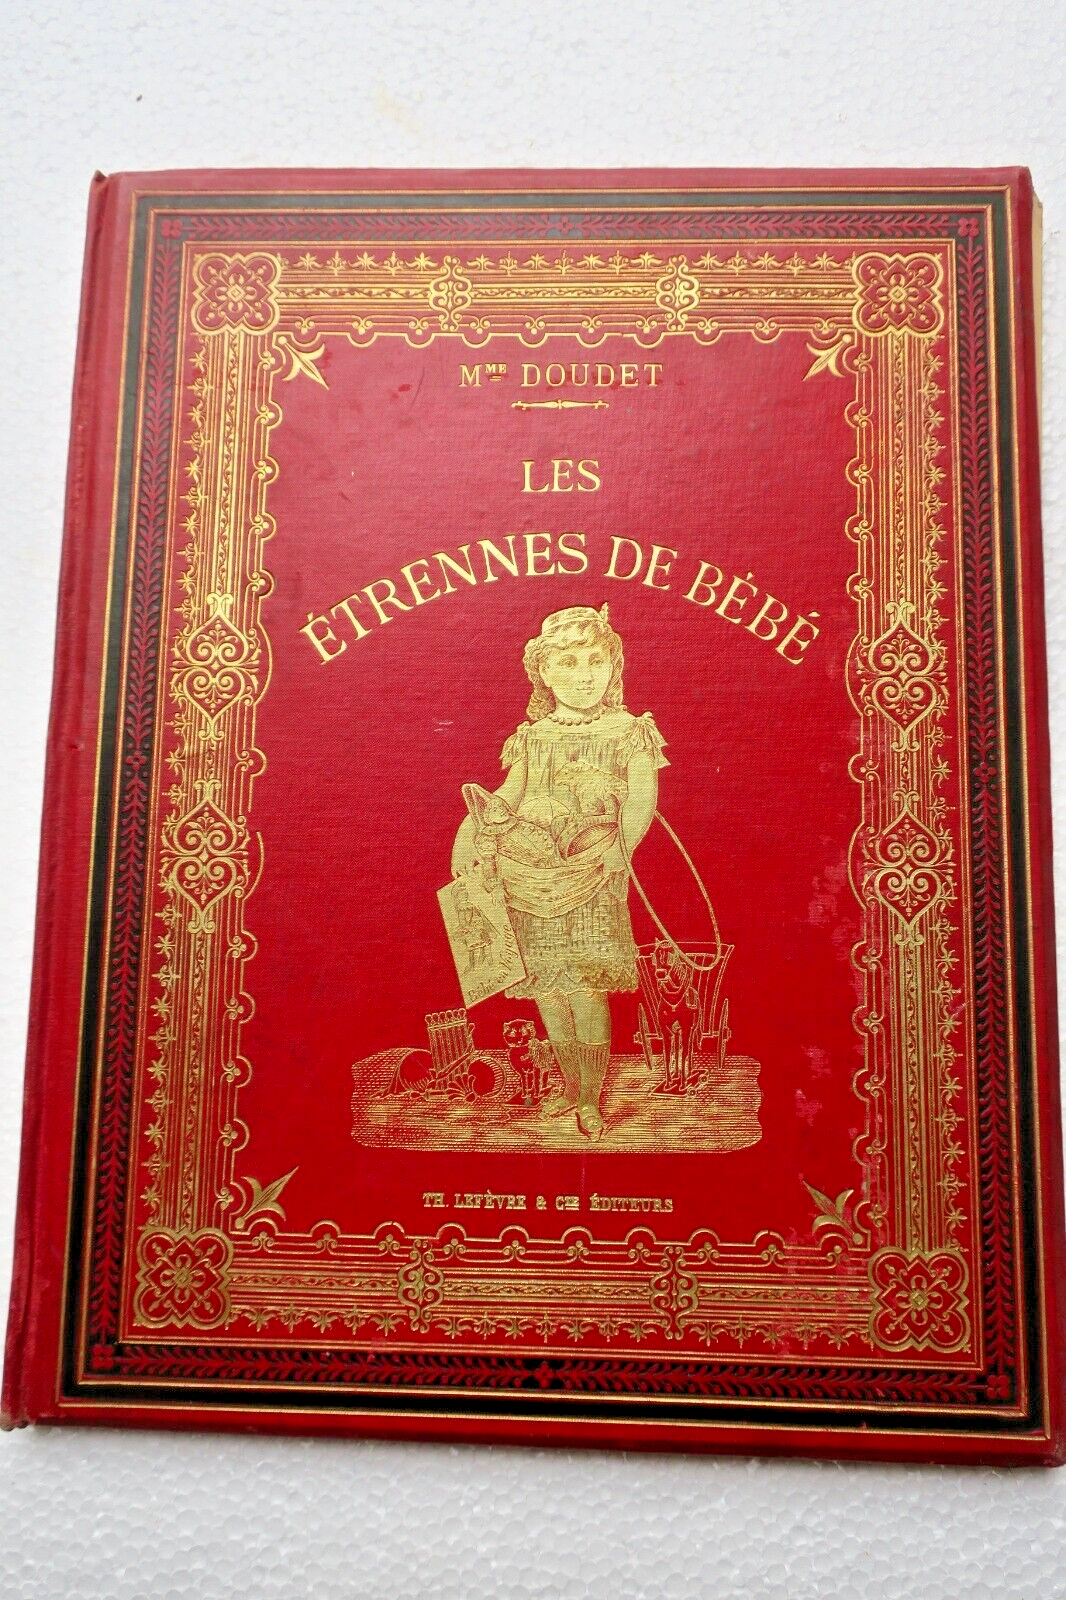 MME DOUDET
LES
ÉTRENNES DE BÉBÉ
TH. LEFÈVRE & CIE ÉDITEURS